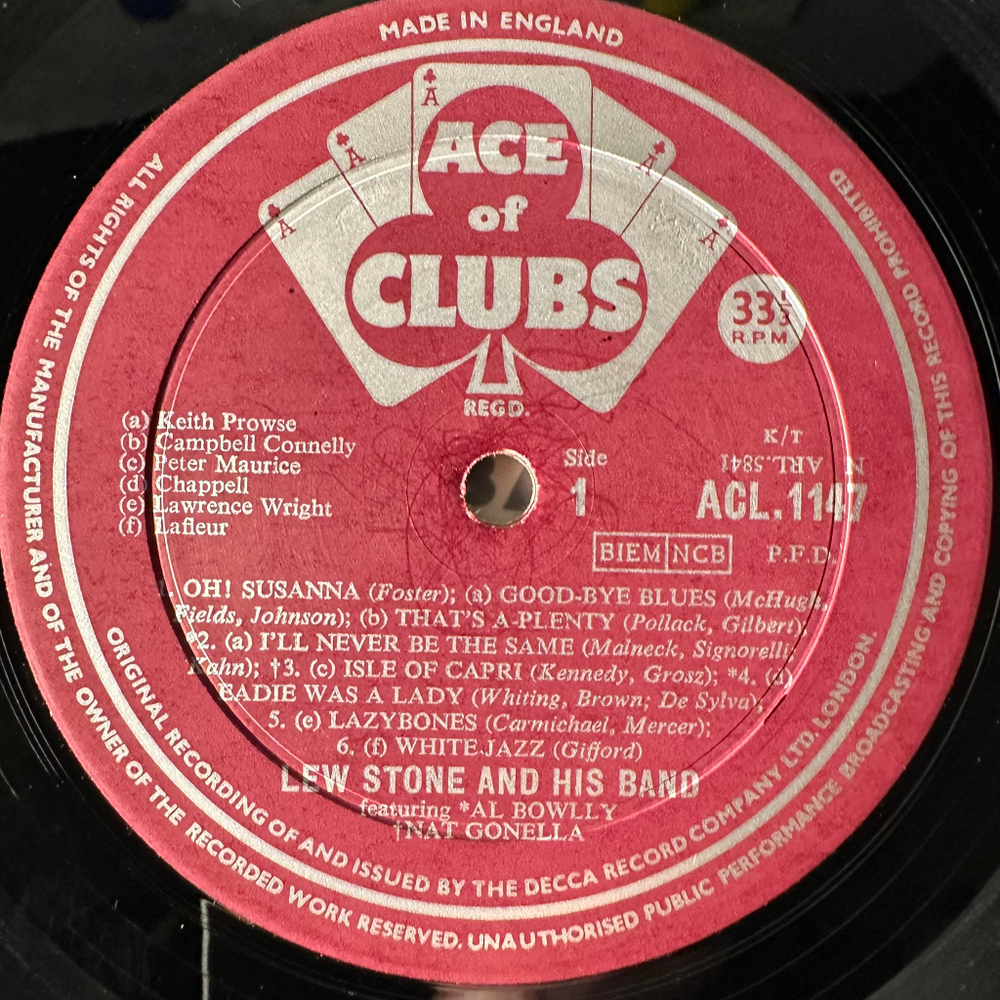 MADE IN ENGLAND
ALL RIGHTS OF THE MANUFACTURER AND OF THE OWNER OF THE RECORDED WORK RESERVED. UNAUTHORISED PUBLIC PERFORMANCE BROADCASTING AND COPYING OF THIS RECORD PROHIBITED
A
A
A
A
A
ACE
of
CLUBS
REGD.
33 1/3
R.P.M
(a) Keith Prowse
(b) Campbell Connelly
(c) Peter Maurice
(d) Chappell
(e) Lawrence Wright
(f) Lafleur
Side
1
K/T
ARL.5841 N
ACL.1147
BIEM NCB P.F.D.
1. OH! SUSANNA (Foster); (a) GOOD-BYE BLUES (McHugh,
Fields, Johnson); (b) THAT'S A-PLENTY (Pollack, Gilbert);
*2. (a) I'LL NEVER BE THE SAME (Malneck, Signorelli,
Kahn); †3. (c) ISLE OF CAPRI (Kennedy, Grosz); *4. (d)
EADIE WAS A LADY (Whiting, Brown; De Sylva);
5. (e) LAZYBONES (Carmichael, Mercer);
6. (f) WHITE JAZZ (Gifford)
LEW STONE AND HIS BAND
featuring *AL BOWLLY
†NAT GONELLA
ORIGINAL RECORDING OF AND ISSUED BY THE DECCA RECORD COMPANY LTD. LONDON.